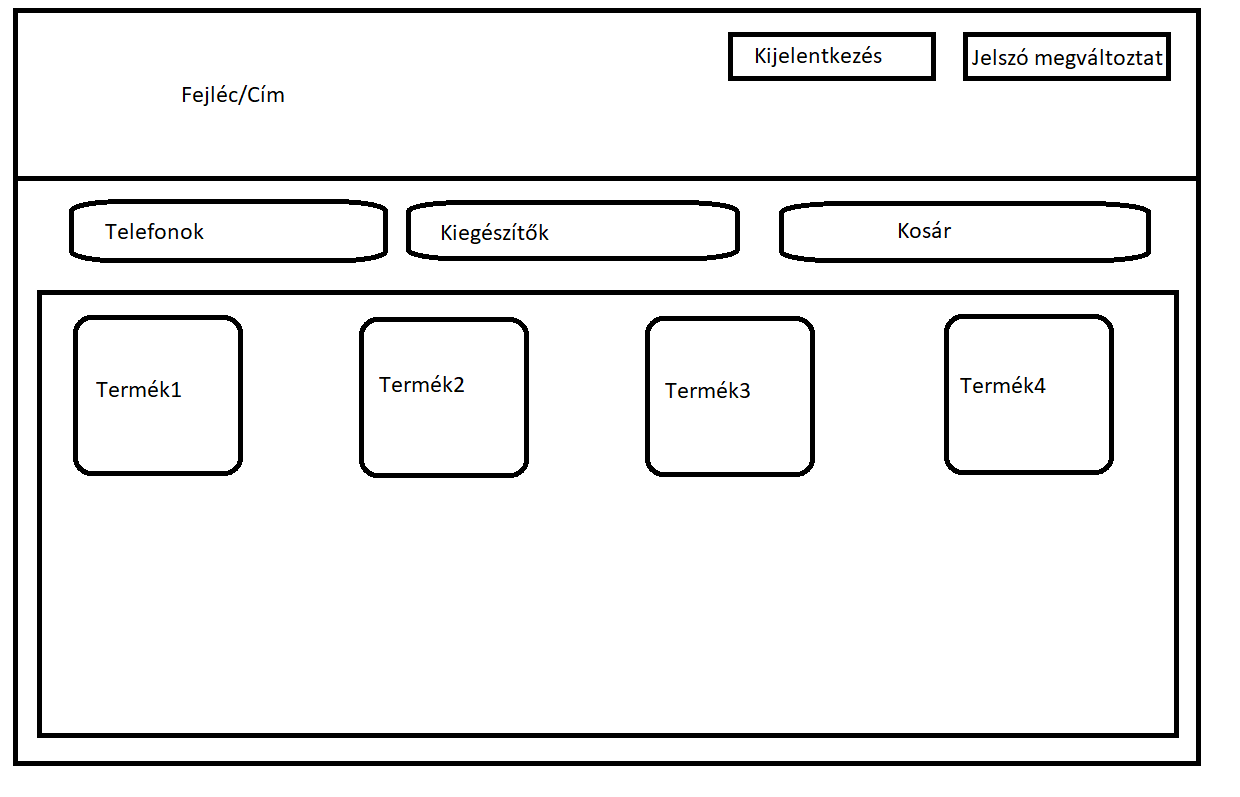 Kijelentkezés
Jelszó megváltoztat
Fejléc/Cím
Telefonok
Kiegészítők
Kosár
Termék1
Termék2
Termék3
Termék4